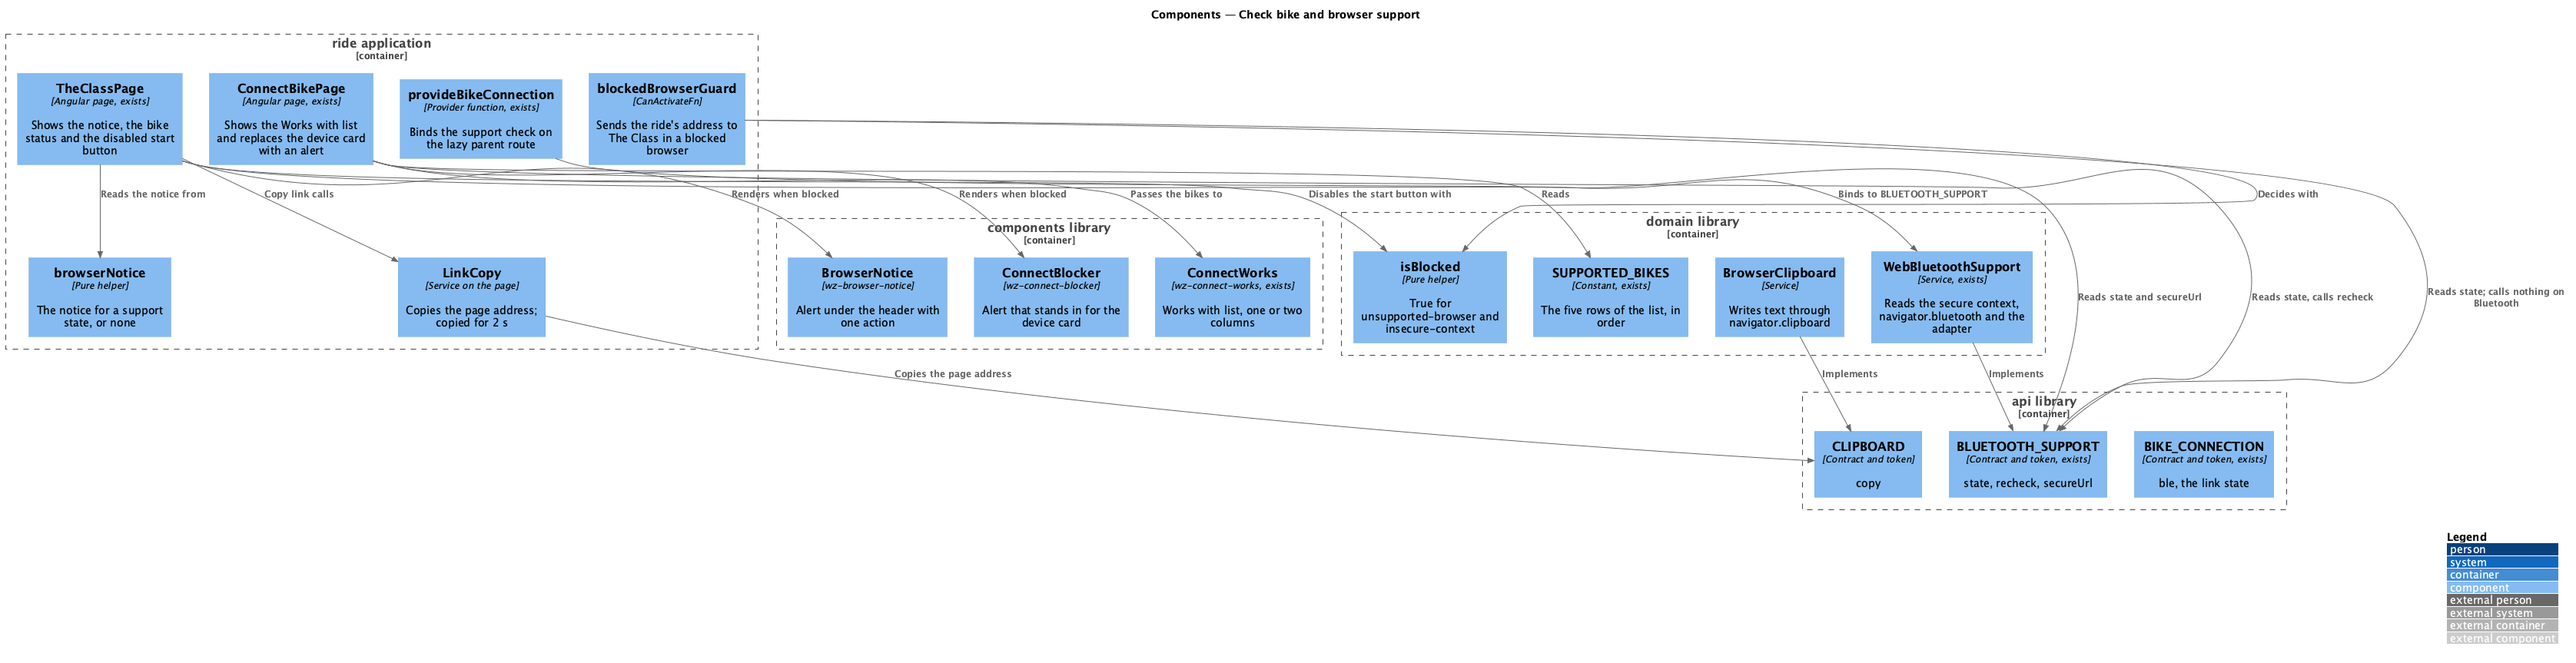 Components — Check bike and browser support
ride application
[container]
TheClassPage
[Angular page, exists]
Shows the notice, the bike
status and the disabled start
button
ConnectBikePage
[Angular page, exists]
Shows the Works with list
and replaces the device card
with an alert
provideBikeConnection
[Provider function, exists]
Binds the support check on
the lazy parent route
blockedBrowserGuard
[CanActivateFn]
Sends the ride's address to
The Class in a blocked
browser
Reads the notice from
Copy link calls
Renders when blocked
Renders when blocked
Passes the bikes to
Disables the start button with
Reads
Binds to BLUETOOTH_SUPPORT
Decides with
browserNotice
[Pure helper]
The notice for a support
state, or none
LinkCopy
[Service on the page]
Copies the page address;
copied for 2 s
components library
[container]
BrowserNotice
[wz-browser-notice]
Alert under the header with
one action
ConnectBlocker
[wz-connect-blocker]
Alert that stands in for the
device card
ConnectWorks
[wz-connect-works, exists]
Works with list, one or two
columns
domain library
[container]
isBlocked
[Pure helper]
True for
unsupported-browser and
insecure-context
SUPPORTED_BIKES
[Constant, exists]
The five rows of the list, in
order
BrowserClipboard
[Service]
Writes text through
navigator.clipboard
WebBluetoothSupport
[Service, exists]
Reads the secure context,
navigator.bluetooth and the
adapter
Reads state and secureUrl
Reads state, calls recheck
Reads state; calls nothing on
Bluetooth
Copies the page address
Implements
Implements
api library
[container]
CLIPBOARD
[Contract and token]
copy
BLUETOOTH_SUPPORT
[Contract and token, exists]
state, recheck, secureUrl
BIKE_CONNECTION
[Contract and token, exists]
ble, the link state
Legend
person
system
container
component
external person
external system
external container
external component